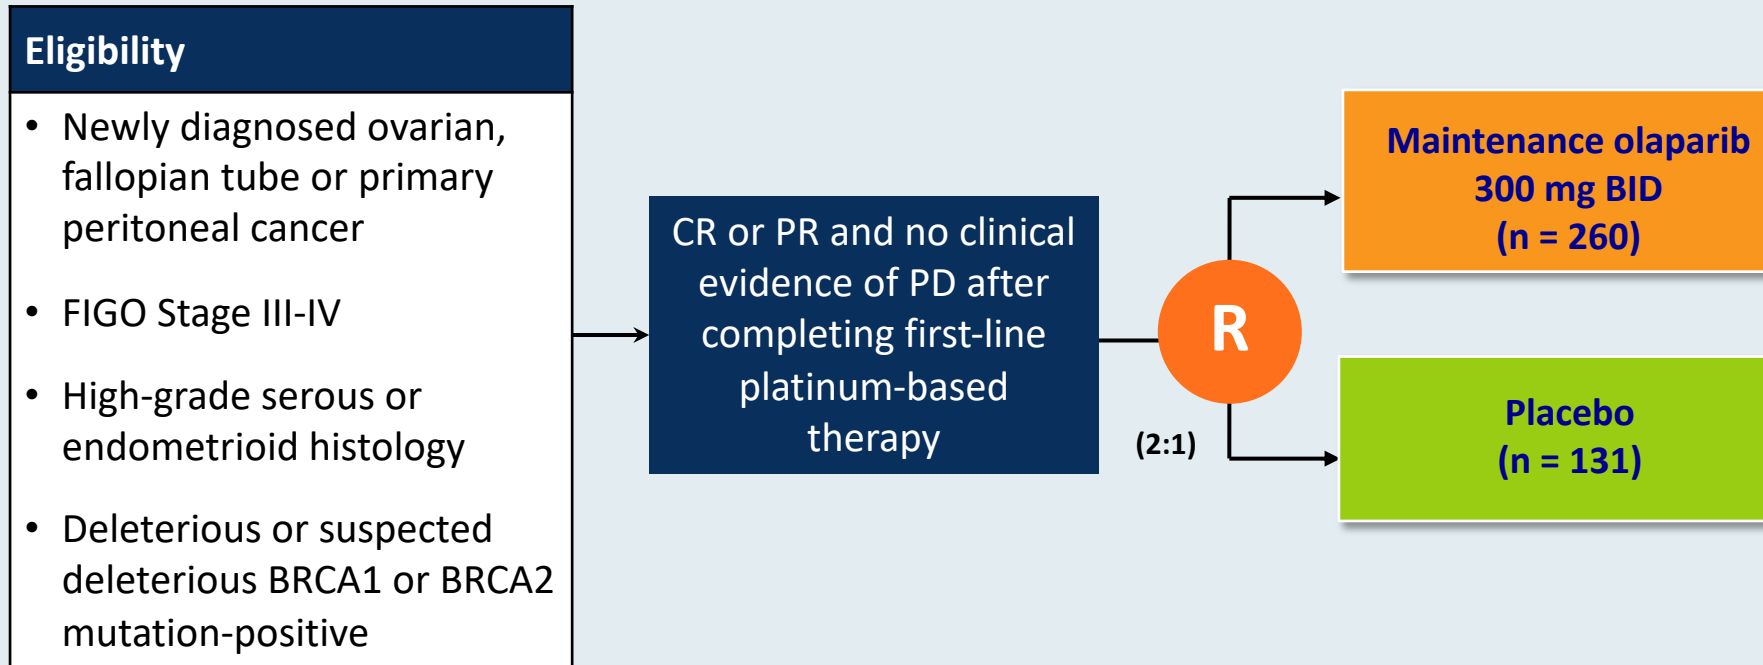 Eligibility
• Newly diagnosed ovarian,
fallopian tube or primary
peritoneal cancer
• FIGO Stage III-IV
• High-grade serous or
endometrioid histology
• Deleterious or suspected
deleterious BRCA1 or BRCA2
mutation-positive
CR or PR and no clinical
evidence of PD after
completing first-line
platinum-based
therapy
R
(2:1)
Maintenance olaparib
300 mg BID
(n = 260)
Placebo
(n = 131)